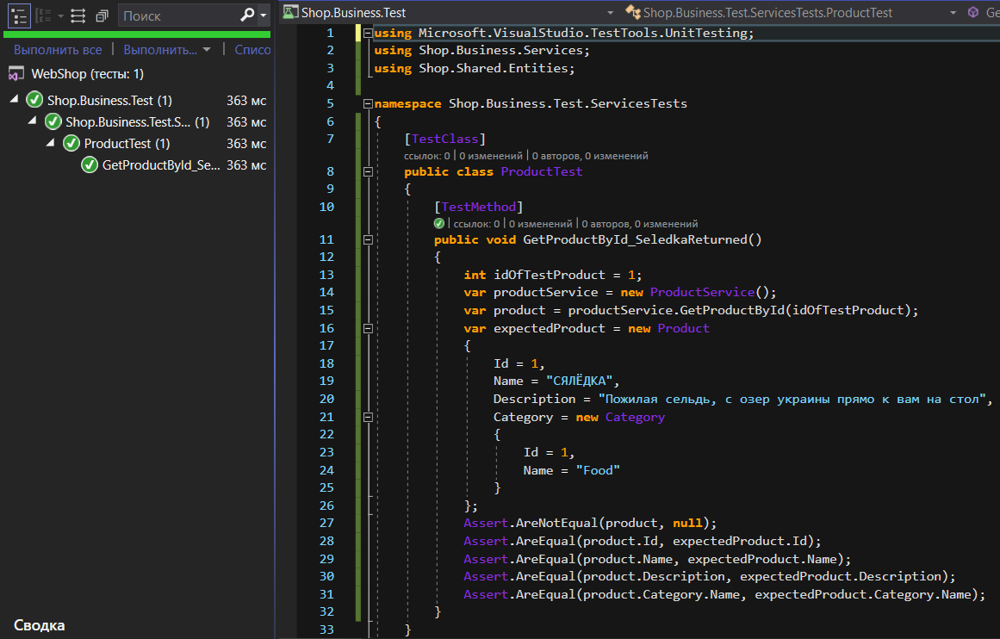 Поиск
Выполнить все | Выполнить... | Списо
WebShop (тесты: 1)
Shop.Business.Test (1) 363 мс
Shop.Business.Test.S... (1) 363 мс
ProductTest (1) 363 мс
GetProductById_Se... 363 мс
Сводка
Shop.Business.Test Shop.Business.Test.ServicesTests.ProductTest Ge
1 using Microsoft.VisualStudio.TestTools.UnitTesting;
2 using Shop.Business.Services;
3 using Shop.Shared.Entities;
4
5 namespace Shop.Business.Test.ServicesTests
6 {
7 [TestClass]
ссылок: 0 | 0 изменений | 0 авторов, 0 изменений
8 public class ProductTest
9 {
10 [TestMethod]
| ссылок: 0 | 0 изменений | 0 авторов, 0 изменений
11 public void GetProductById_SeledkaReturned()
12 {
13 int idOfTestProduct = 1;
14 var productService = new ProductService();
15 var product = productService.GetProductById(idOfTestProduct);
16 var expectedProduct = new Product
17 {
18 Id = 1,
19 Name = "СЯЛЁДКА",
20 Description = "Пожилая сельдь, с озер украины прямо к вам на стол",
21 Category = new Category
22 {
23 Id = 1,
24 Name = "Food"
25 }
26 };
27 Assert.AreNotEqual(product, null);
28 Assert.AreEqual(product.Id, expectedProduct.Id);
29 Assert.AreEqual(product.Name, expectedProduct.Name);
30 Assert.AreEqual(product.Description, expectedProduct.Description);
31 Assert.AreEqual(product.Category.Name, expectedProduct.Category.Name);
32 }
33 }